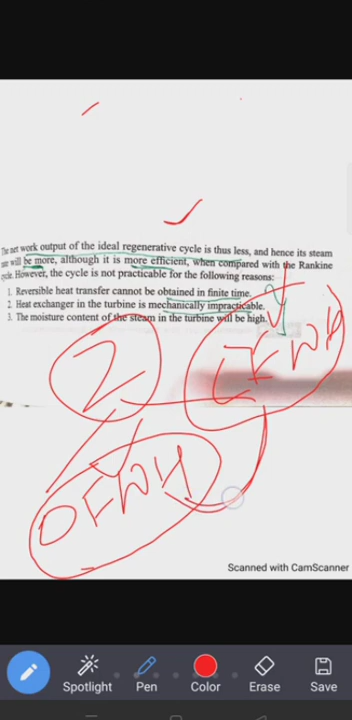 The net work output of the ideal regenerative cycle is thus less, and hence its steam
rate will be more, although it is more efficient, when compared with the Rankine
cycle. However, the cycle is not practicable for the following reasons:
1. Reversible heat transfer cannot be obtained in finite time.
2. Heat exchanger in the turbine is mechanically impracticable.
3. The moisture content of the steam in the turbine will be high.
2
CFWH
OFWH
Scanned with CamScanner
Spotlight Pen Color Erase Save